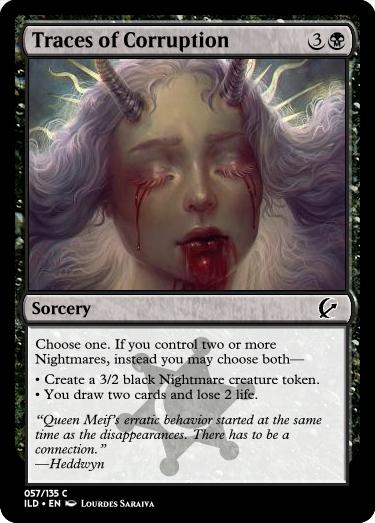 Traces of Corruption 3
Sorcery
Choose one. If you control two or more
Nightmares, instead you may choose both—
• Create a 3/2 black Nightmare creature token.
• You draw two cards and lose 2 life.
"Queen Meif's erratic behavior started at the same
time as the disappearances. There has to be a
connection."
—Heddwyn
057/135 C
ILD • EN Lourdes Saraiva